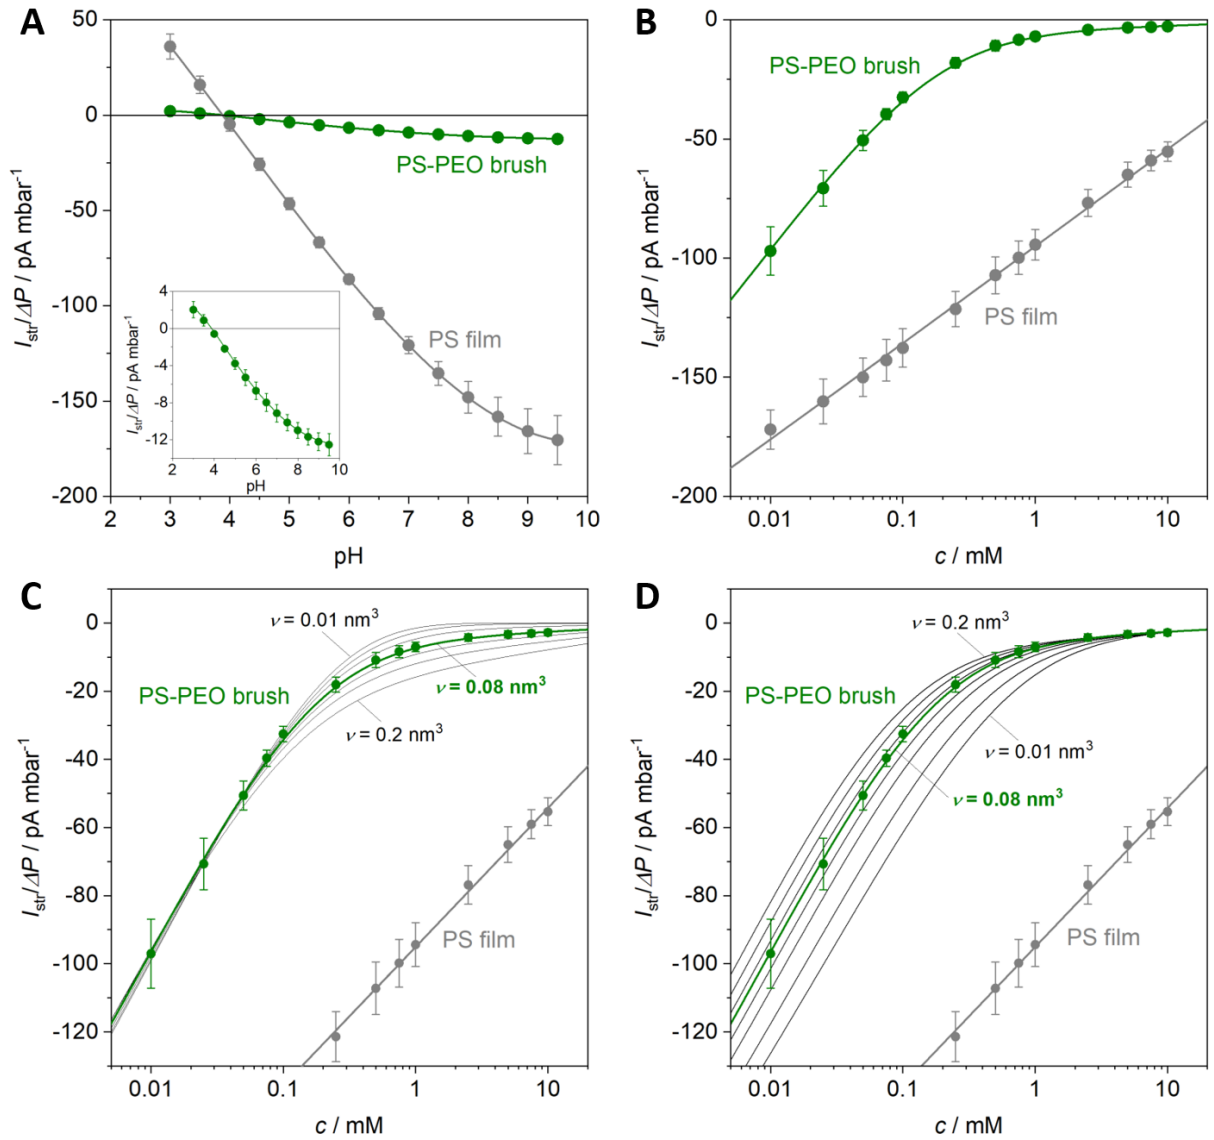 A
50
0
-50
-100
-150
-200
I_str/ΔP / pA mbar⁻¹
PS-PEO brush
PS film
2 3 4 5 6 7 8 9 10
pH
4
0
-4
-8
-12
I_str/ΔP / pA mbar⁻¹
2 4 6 8 10
pH
B
0
-50
-100
-150
-200
I_str/ΔP / pA mbar⁻¹
PS-PEO brush
PS film
0.01 0.1 1 10
c / mM
C
0
-20
-40
-60
-80
-100
-120
I_str/ΔP / pA mbar⁻¹
ν = 0.01 nm³
PS-PEO brush
ν = 0.08 nm³
ν = 0.2 nm³
PS film
0.01 0.1 1 10
c / mM
D
0
-20
-40
-60
-80
-100
-120
I_str/ΔP / pA mbar⁻¹
ν = 0.2 nm³
PS-PEO brush
ν = 0.01 nm³
ν = 0.08 nm³
PS film
0.01 0.1 1 10
c / mM